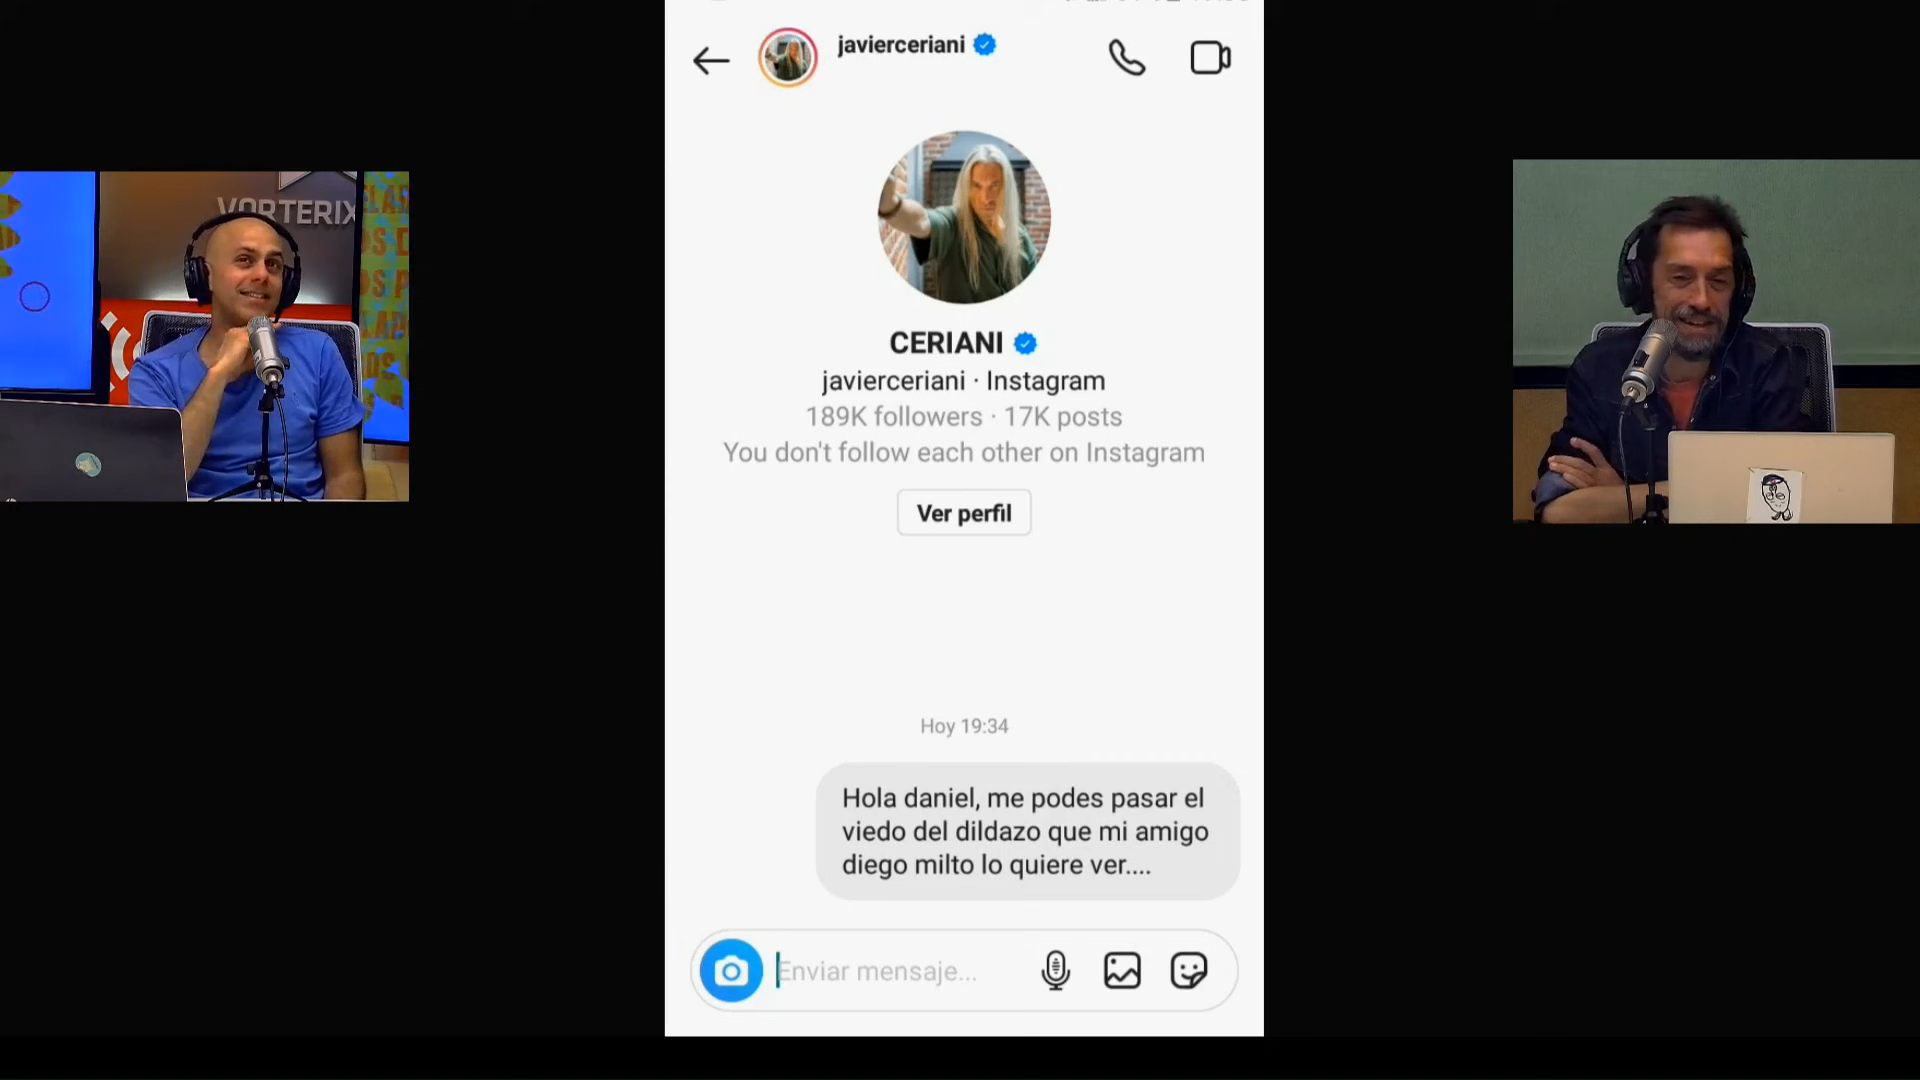 javierceriani
CERIANI
javierceriani · Instagram
189K followers · 17K posts
You don't follow each other on Instagram
Ver perfil
Hoy 19:34
Hola daniel, me podes pasar el
viedo del dildazo que mi amigo
diego milto lo quiere ver....
Enviar mensaje...
VORTERIX